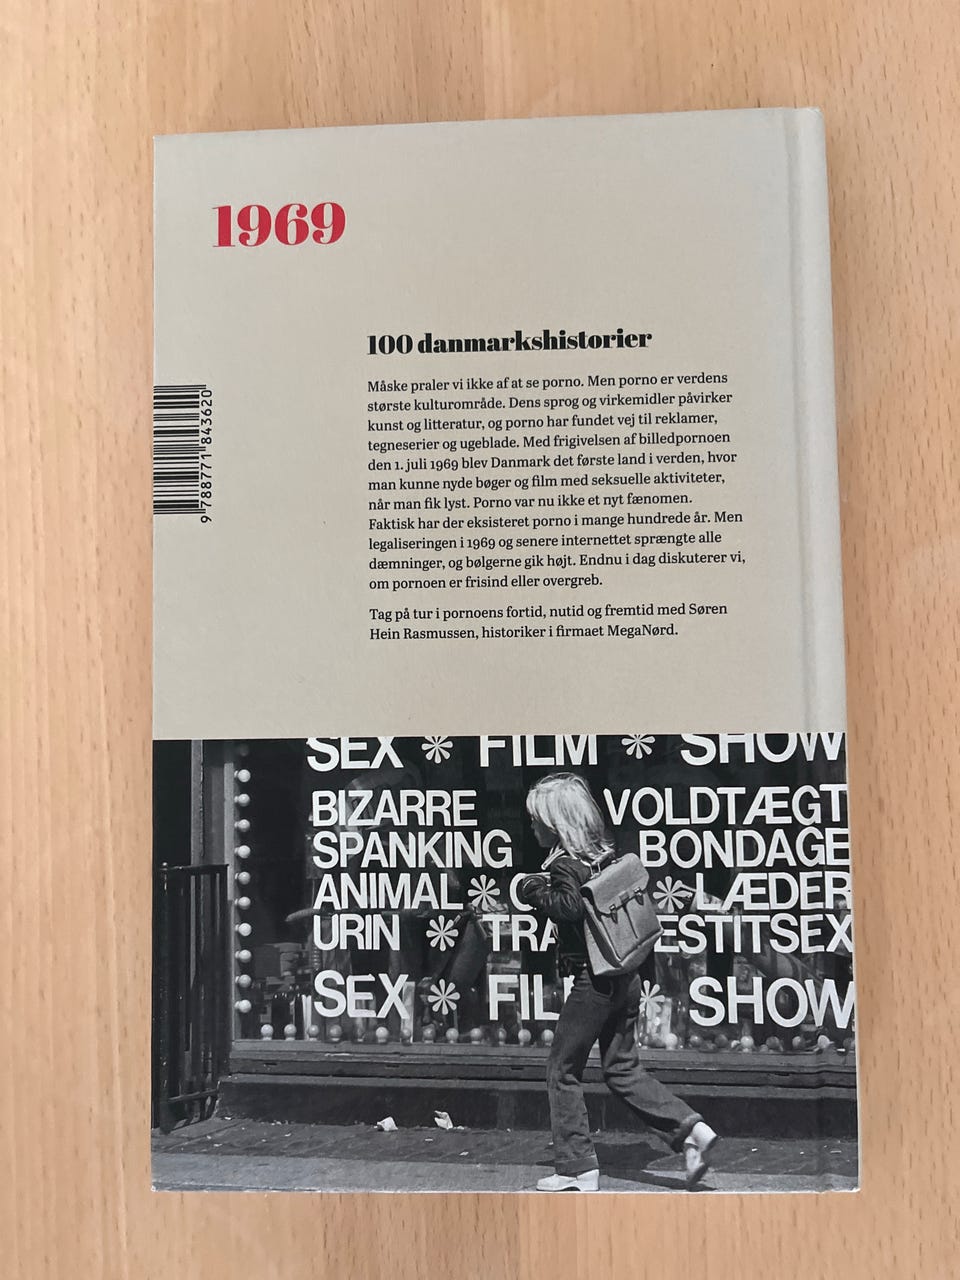 1969
100 danmarkshistorier
Måske praler vi ikke af at se porno. Men porno er verdens
største kulturområde. Dens sprog og virkemidler påvirker
kunst og litteratur, og porno har fundet vej til reklamer,
tegneserier og ugeblade. Med frigivelsen af billedpornoen
den 1. juli 1969 blev Danmark det første land i verden, hvor
man kunne nyde bøger og film med seksuelle aktiviteter,
når man fik lyst. Porno var nu ikke et nyt fænomen.
Faktisk har der eksisteret porno i mange hundrede år. Men
legaliseringen i 1969 og senere internettet sprængte alle
dæmninger, og bølgerne gik højt. Endnu i dag diskuterer vi,
om pornoen er frisind eller overgreb.
Tag på tur i pornoens fortid, nutid og fremtid med Søren
Hein Rasmussen, historiker i firmaet MegaNørd.
9 788771 843620
SEX * FILM * SHOW
BIZARRE VOLDTÆGT
SPANKING BONDAGE
ANIMAL * * LÆDER
URIN * TRA ESTITSEX
SEX * FIL * SHOW